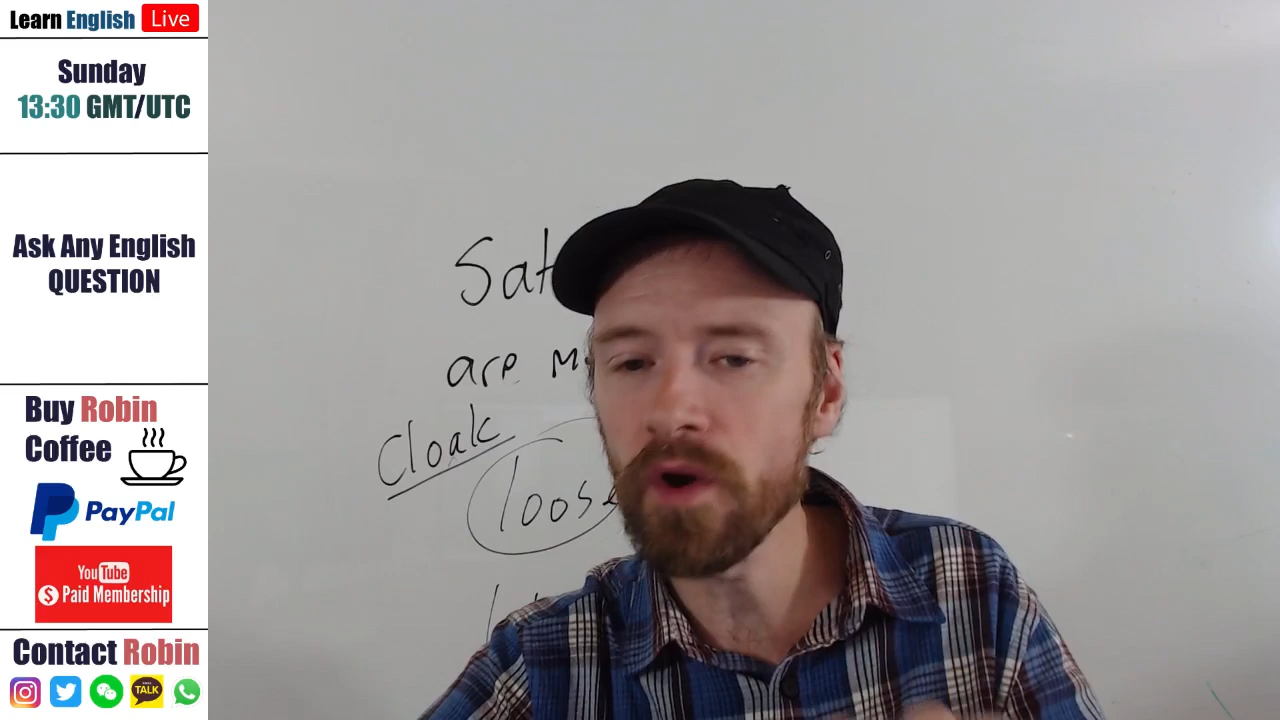 Learn English Live
Sunday
13:30 GMT/UTC
Ask Any English
QUESTION
Buy Robin
Coffee
PayPal
YouTube
$ Paid Membership
Contact Robin
TALK
Sat
are
Cloak
loose